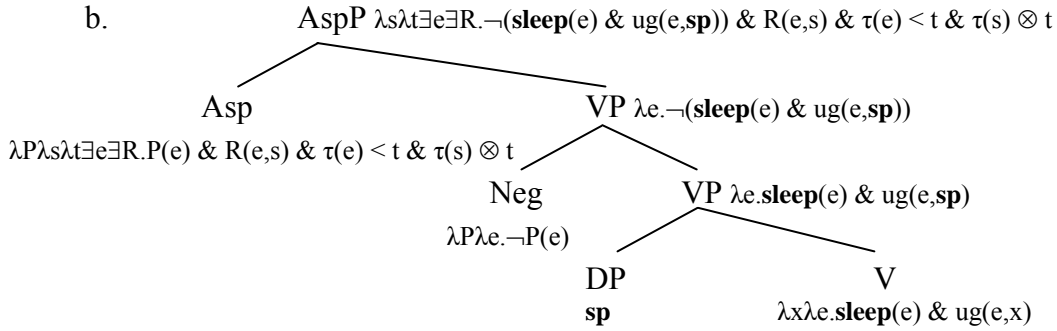 b. AspP λsλt∃e∃R.¬(sleep(e) & ug(e,sp)) & R(e,s) & τ(e) < t & τ(s) ⊗ t
Asp VP λe.¬(sleep(e) & ug(e,sp))
λPλsλt∃e∃R.P(e) & R(e,s) & τ(e) < t & τ(s) ⊗ t
Neg VP λe.sleep(e) & ug(e,sp)
λPλe.¬P(e)
DP V
sp λxλe.sleep(e) & ug(e,x)